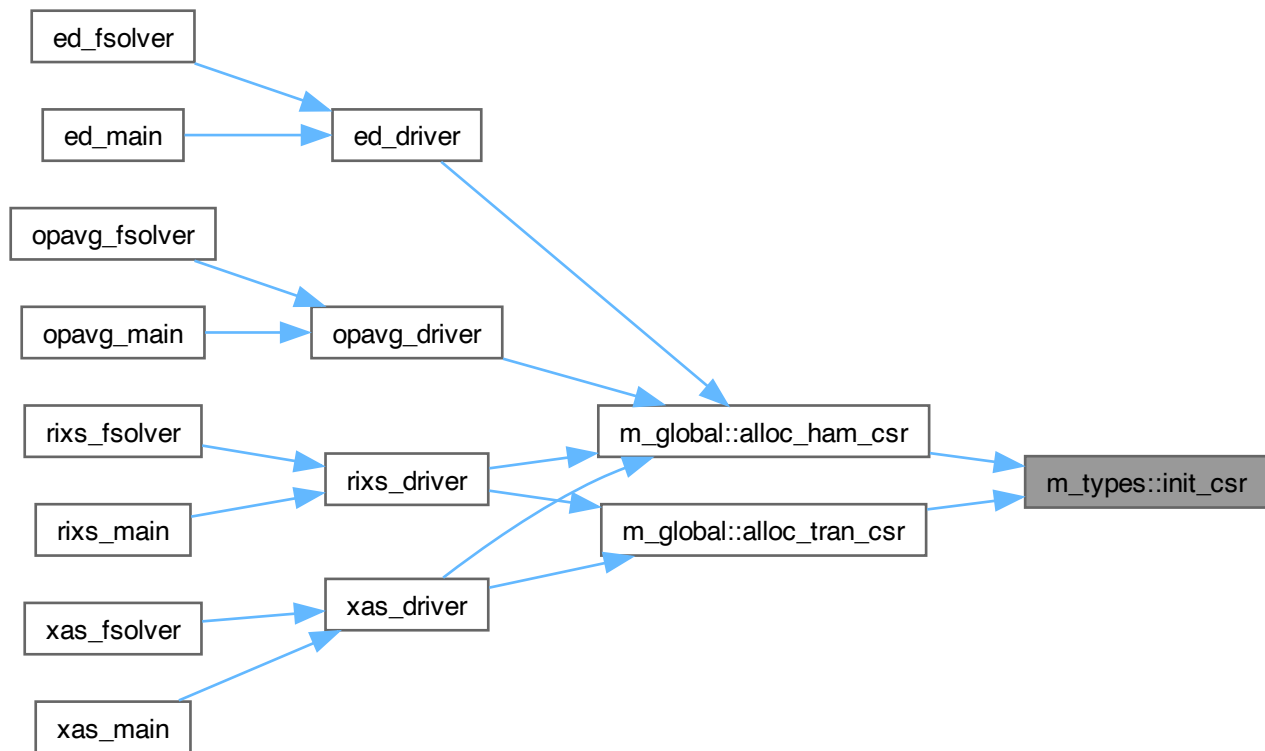 ed_fsolver
ed_main
ed_driver
opavg_fsolver
opavg_main
opavg_driver
rixs_fsolver
rixs_main
rixs_driver
xas_fsolver
xas_main
xas_driver
m_global::alloc_ham_csr
m_global::alloc_tran_csr
m_types::init_csr